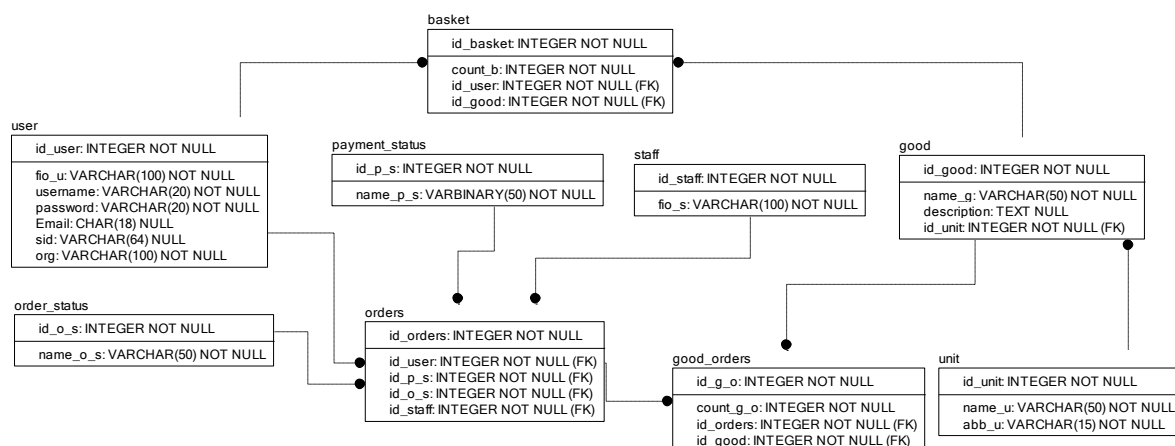 basket
id_basket: INTEGER NOT NULL
count_b: INTEGER NOT NULL
id_user: INTEGER NOT NULL (FK)
id_good: INTEGER NOT NULL (FK)
user
id_user: INTEGER NOT NULL
fio_u: VARCHAR(100) NOT NULL
username: VARCHAR(20) NOT NULL
password: VARCHAR(20) NOT NULL
Email: CHAR(18) NULL
sid: VARCHAR(64) NULL
org: VARCHAR(100) NOT NULL
payment_status
id_p_s: INTEGER NOT NULL
name_p_s: VARBINARY(50) NOT NULL
staff
id_staff: INTEGER NOT NULL
fio_s: VARCHAR(100) NOT NULL
good
id_good: INTEGER NOT NULL
name_g: VARCHAR(50) NOT NULL
description: TEXT NULL
id_unit: INTEGER NOT NULL (FK)
order_status
id_o_s: INTEGER NOT NULL
name_o_s: VARCHAR(50) NOT NULL
orders
id_orders: INTEGER NOT NULL
id_user: INTEGER NOT NULL (FK)
id_p_s: INTEGER NOT NULL (FK)
id_o_s: INTEGER NOT NULL (FK)
id_staff: INTEGER NOT NULL (FK)
good_orders
id_g_o: INTEGER NOT NULL
count_g_o: INTEGER NOT NULL
id_orders: INTEGER NOT NULL (FK)
id_good: INTEGER NOT NULL (FK)
unit
id_unit: INTEGER NOT NULL
name_u: VARCHAR(50) NOT NULL
abb_u: VARCHAR(15) NOT NULL